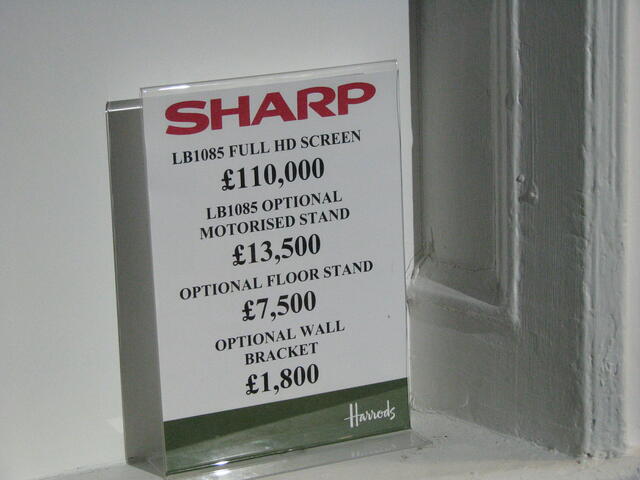 SHARP
LB1085 FULL HD SCREEN
£110,000
LB1085 OPTIONAL
MOTORISED STAND
£13,500
OPTIONAL FLOOR STAND
£7,500
OPTIONAL WALL
BRACKET
£1,800
Harrods